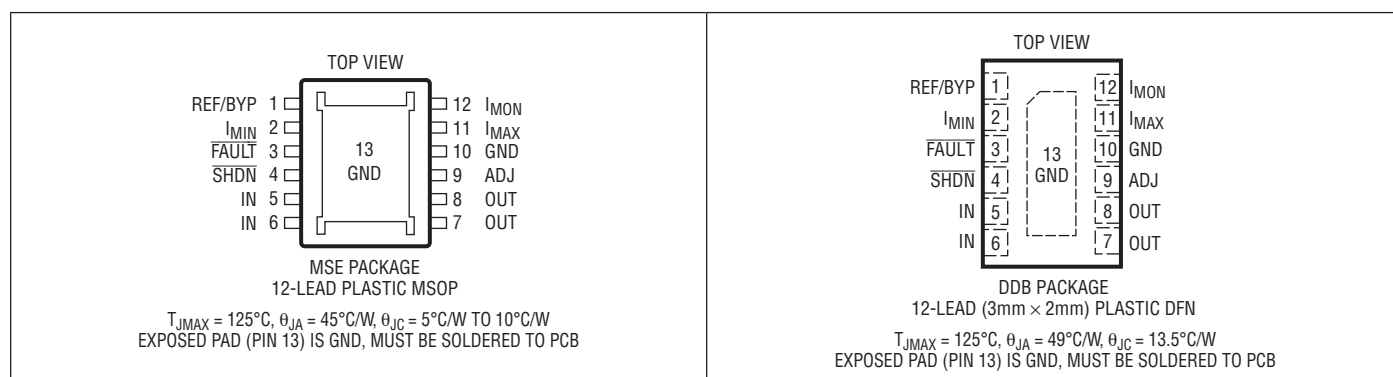 TOP VIEW
REF/BYP 1
IMIN 2
FAULT 3
SHDN 4
IN 5
IN 6
13
GND
12 IMON
11 IMAX
10 GND
9 ADJ
8 OUT
7 OUT
MSE PACKAGE
12-LEAD PLASTIC MSOP
TJMAX = 125°C, θJA = 45°C/W, θJC = 5°C/W TO 10°C/W
EXPOSED PAD (PIN 13) IS GND, MUST BE SOLDERED TO PCB
TOP VIEW
REF/BYP 1
IMIN 2
FAULT 3
SHDN 4
IN 5
IN 6
13
GND
12 IMON
11 IMAX
10 GND
9 ADJ
8 OUT
7 OUT
DDB PACKAGE
12-LEAD (3mm × 2mm) PLASTIC DFN
TJMAX = 125°C, θJA = 49°C/W, θJC = 13.5°C/W
EXPOSED PAD (PIN 13) IS GND, MUST BE SOLDERED TO PCB